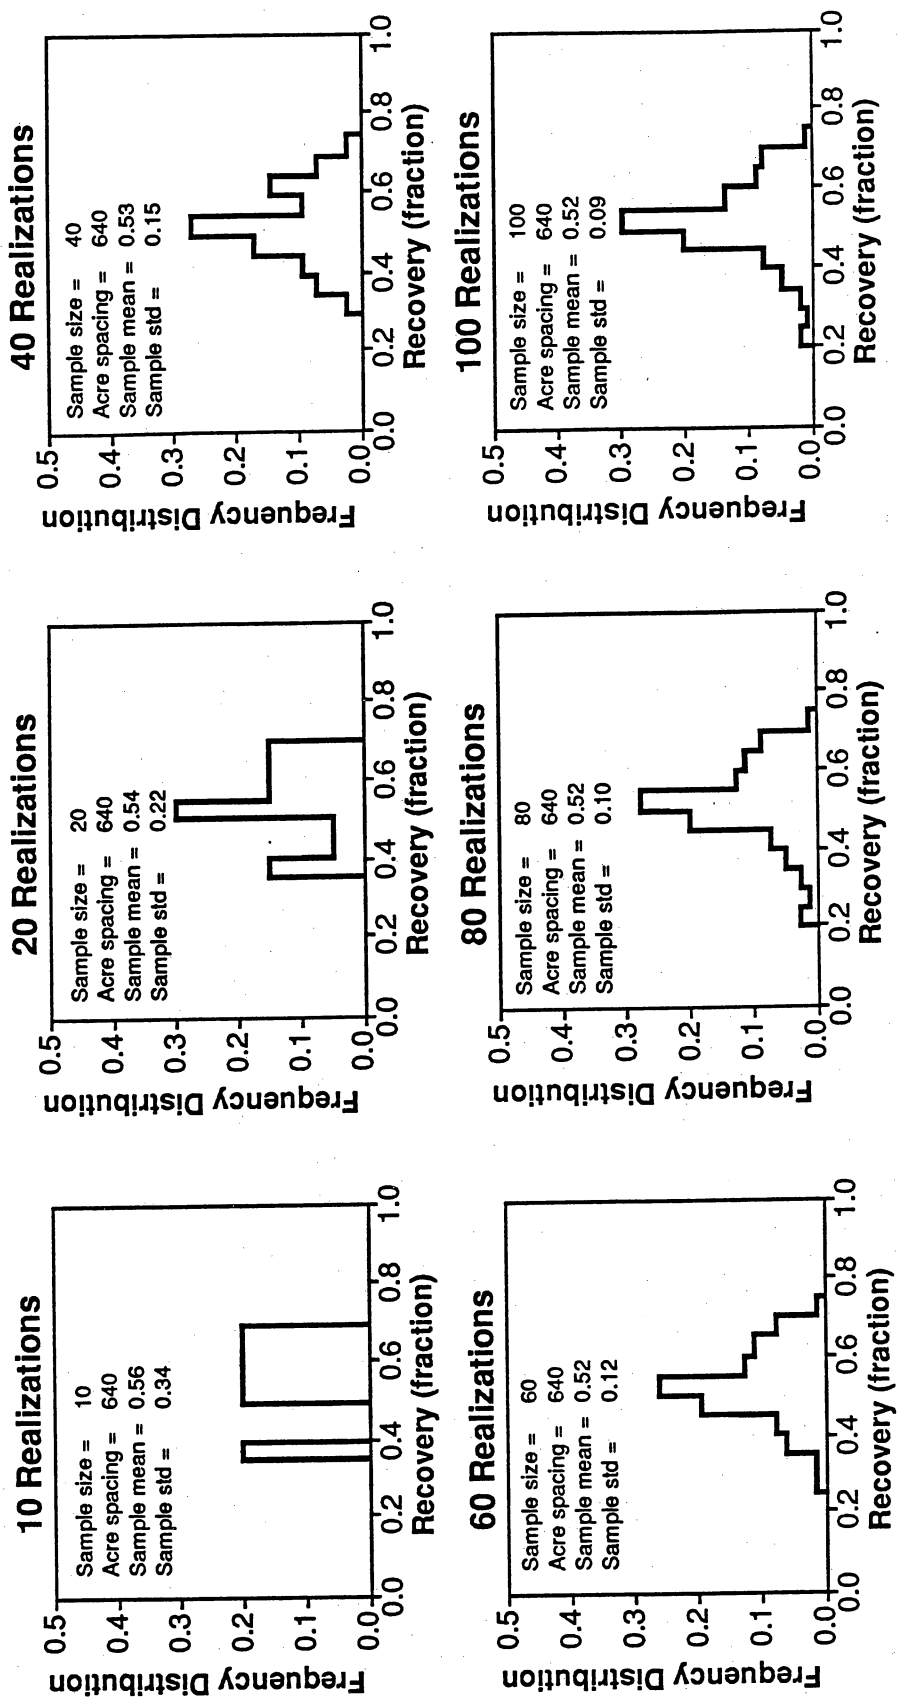 10 Realizations
Sample size = 10
Acre spacing = 640
Sample mean = 0.56
Sample std = 0.34
Frequency Distribution
0.5
0.4
0.3
0.2
0.1
0.0
0.0 0.2 0.4 0.6 0.8 1.0
Recovery (fraction)
20 Realizations
Sample size = 20
Acre spacing = 640
Sample mean = 0.54
Sample std = 0.22
Frequency Distribution
0.5
0.4
0.3
0.2
0.1
0.0
0.0 0.2 0.4 0.6 0.8 1.0
Recovery (fraction)
40 Realizations
Sample size = 40
Acre spacing = 640
Sample mean = 0.53
Sample std = 0.15
Frequency Distribution
0.5
0.4
0.3
0.2
0.1
0.0
0.0 0.2 0.4 0.6 0.8 1.0
Recovery (fraction)
60 Realizations
Sample size = 60
Acre spacing = 640
Sample mean = 0.52
Sample std = 0.12
Frequency Distribution
0.5
0.4
0.3
0.2
0.1
0.0
0.0 0.2 0.4 0.6 0.8 1.0
Recovery (fraction)
80 Realizations
Sample size = 80
Acre spacing = 640
Sample mean = 0.52
Sample std = 0.10
Frequency Distribution
0.5
0.4
0.3
0.2
0.1
0.0
0.0 0.2 0.4 0.6 0.8 1.0
Recovery (fraction)
100 Realizations
Sample size = 100
Acre spacing = 640
Sample mean = 0.52
Sample std = 0.09
Frequency Distribution
0.5
0.4
0.3
0.2
0.1
0.0
0.0 0.2 0.4 0.6 0.8 1.0
Recovery (fraction)